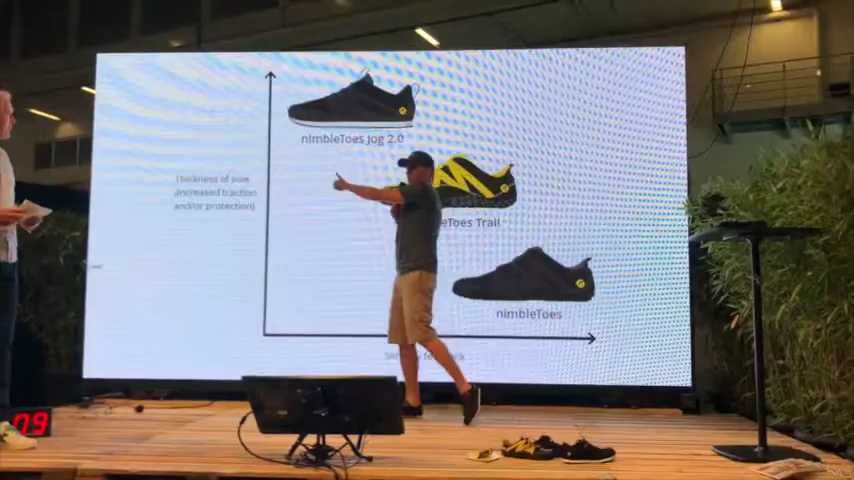 nimbleToes Jog 2.0
Thickness of sole
(increased traction
and/or protection)
eToes Trail
nimbleToes
09